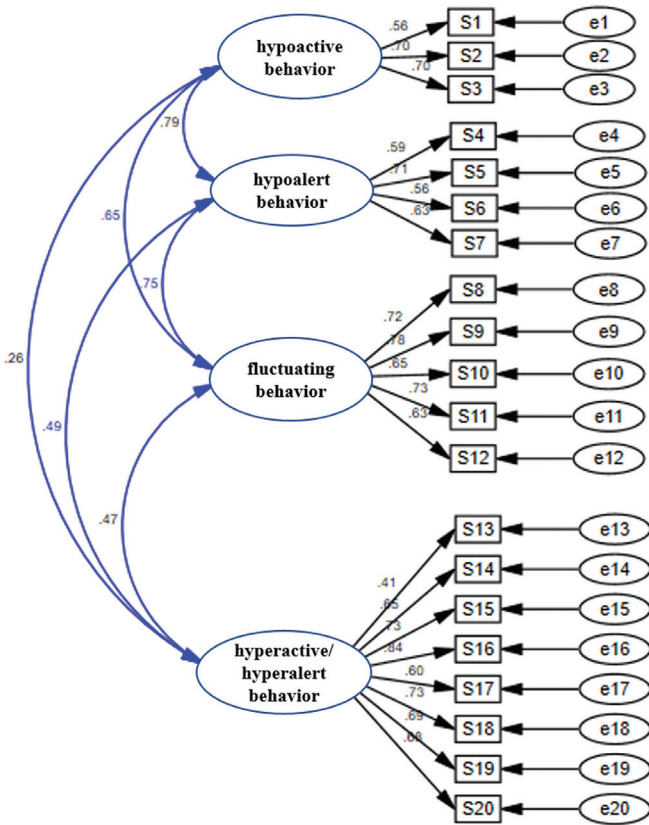 hypoactive
behavior
.56
.70
.70
S1
e1
S2
e2
S3
e3
.79
hypoalert
behavior
.59
.71
.56
.63
S4
e4
S5
e5
S6
e6
S7
e7
.65
.75
fluctuating
behavior
.72
.78
.65
.73
.63
S8
e8
S9
e9
S10
e10
S11
e11
S12
e12
.26
.49
.47
hyperactive/
hyperalert
behavior
.41
.65
.73
.84
.60
.73
.69
.68
S13
e13
S14
e14
S15
e15
S16
e16
S17
e17
S18
e18
S19
e19
S20
e20